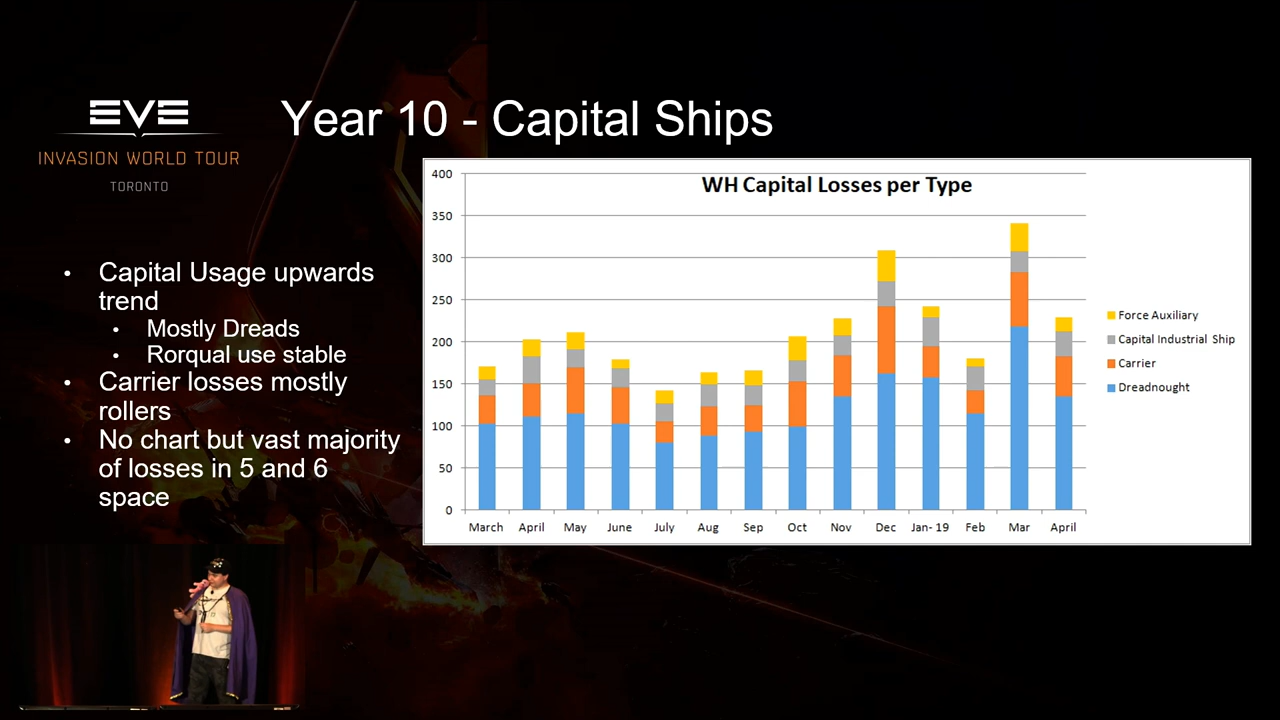 EVE
INVASION WORLD TOUR
TORONTO
Year 10 - Capital Ships
• Capital Usage upwards
trend
• Mostly Dreads
• Rorqual use stable
• Carrier losses mostly
rollers
• No chart but vast majority
of losses in 5 and 6
space
WH Capital Losses per Type
400
350
300
250
200
150
100
50
0
March April May June July Aug Sep Oct Nov Dec Jan- 19 Feb Mar April
Force Auxiliary
Capital Industrial Ship
Carrier
Dreadnought